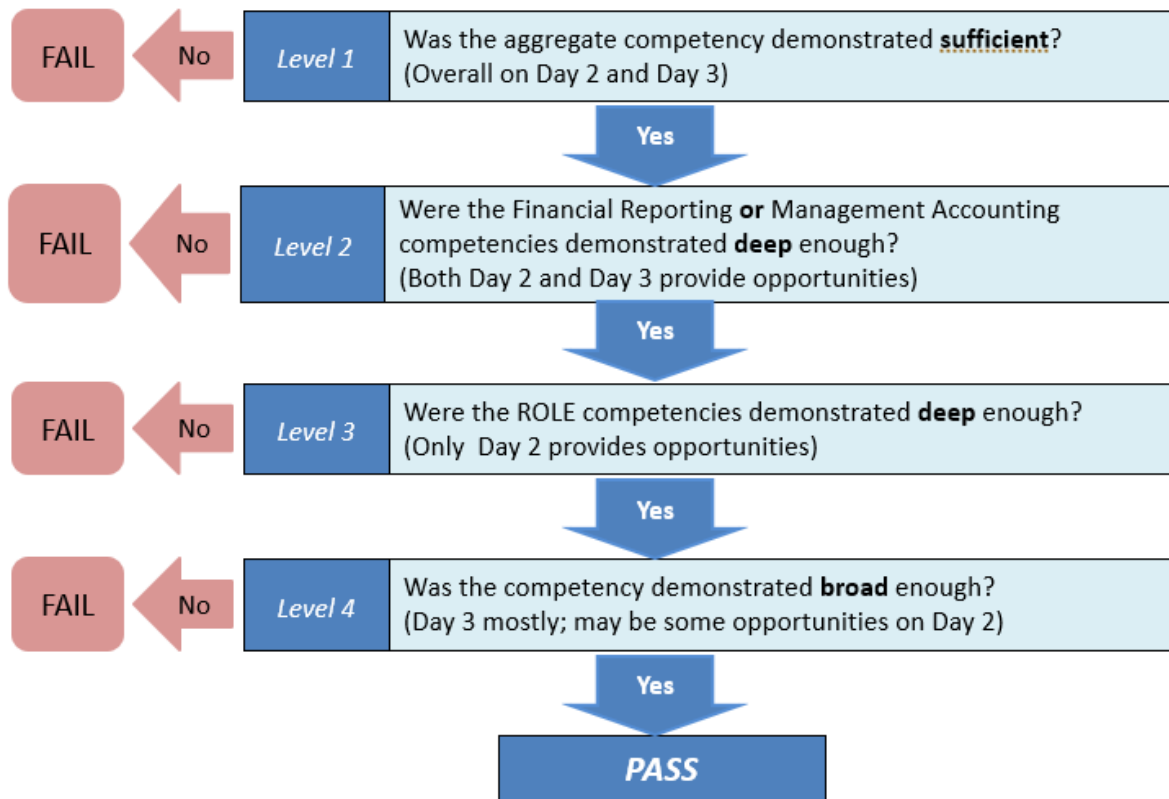 FAIL
No
Level 1
Was the aggregate competency demonstrated sufficient?
(Overall on Day 2 and Day 3)
Yes
FAIL
No
Level 2
Were the Financial Reporting or Management Accounting
competencies demonstrated deep enough?
(Both Day 2 and Day 3 provide opportunities)
Yes
FAIL
No
Level 3
Were the ROLE competencies demonstrated deep enough?
(Only Day 2 provides opportunities)
Yes
FAIL
No
Level 4
Was the competency demonstrated broad enough?
(Day 3 mostly; may be some opportunities on Day 2)
Yes
PASS